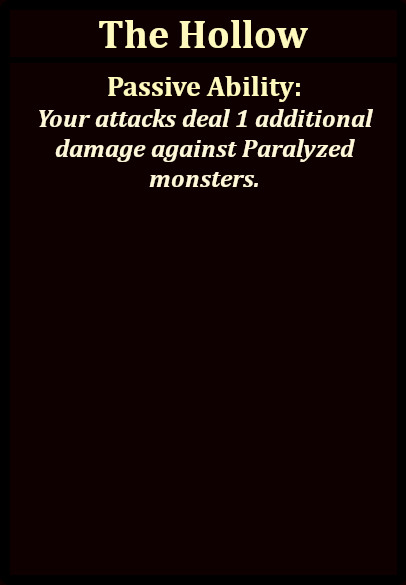 The Hollow
Passive Ability:
Your attacks deal 1 additional
damage against Paralyzed
monsters.